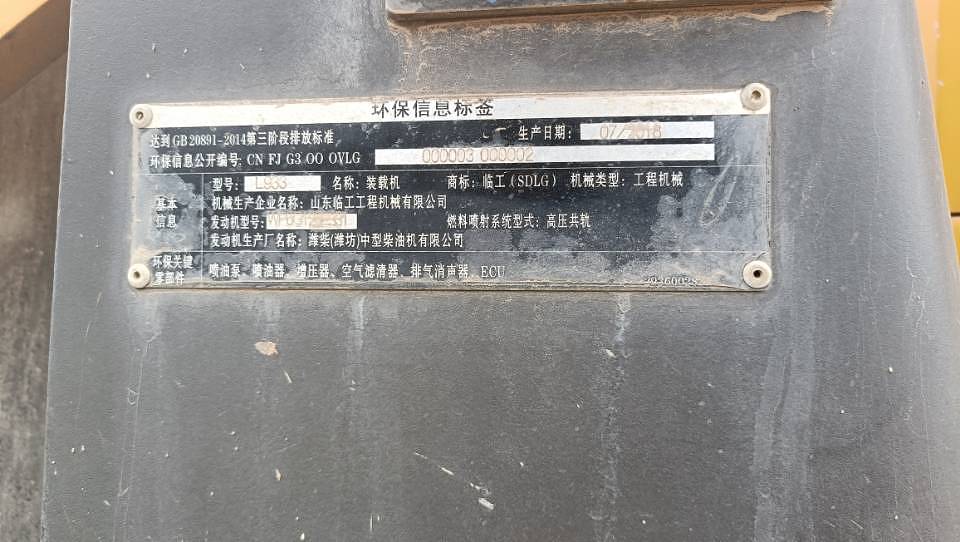 环保信息标签
达到GB 20891-2014第三阶段排放标准 生产日期: 07/2018
环保信息公开编号: CN FJ G3 OO OVLG 000003 000002
基本信息
型号: L933 名称: 装载机 商标: 临工 (SDLG) 机械类型: 工程机械
机械生产企业名称: 山东临工工程机械有限公司
发动机型号: 燃料喷射系统型式: 高压共轨
发动机生产厂名称: 潍柴(潍坊)中型柴油机有限公司
环保关键零部件
喷油泵、喷油器、增压器、空气滤清器、排气消声器、ECU